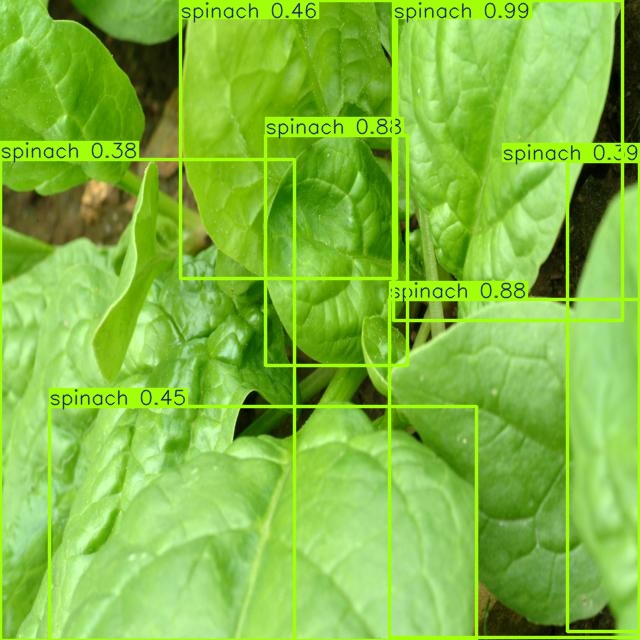 spinach 0.46
spinach 0.99
spinach 0.88
spinach 0.38
spinach 0.39
spinach 0.88
spinach 0.45